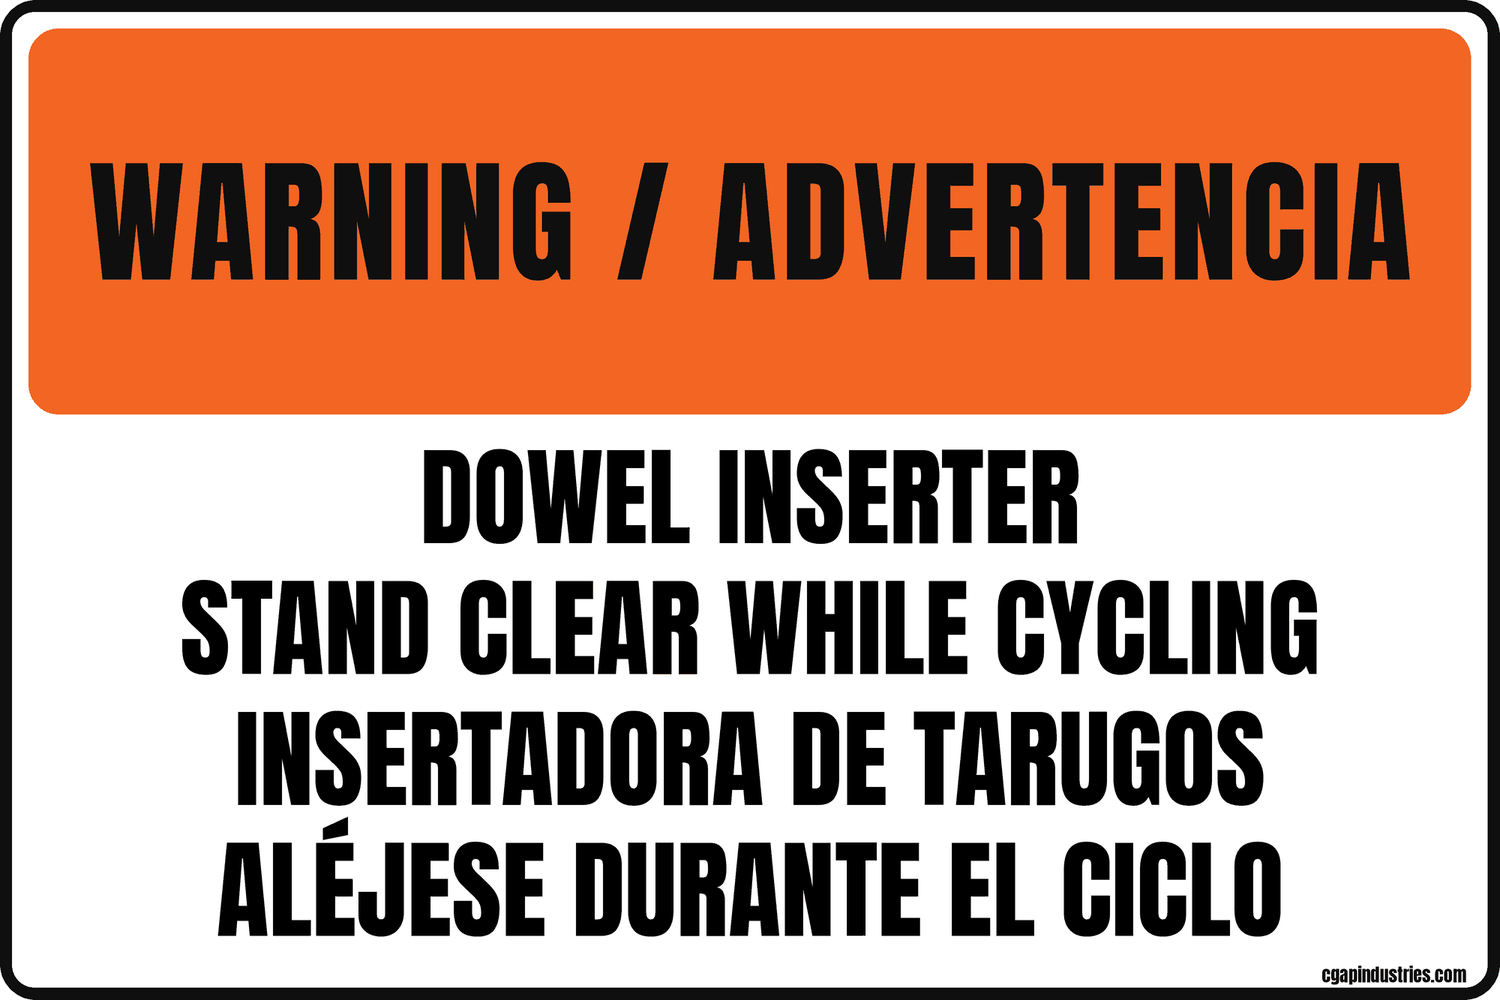 WARNING / ADVERTENCIA
DOWEL INSERTER
STAND CLEAR WHILE CYCLING
INSERTADORA DE TARUGOS
ALÉJESE DURANTE EL CICLO
cgapindustries.com